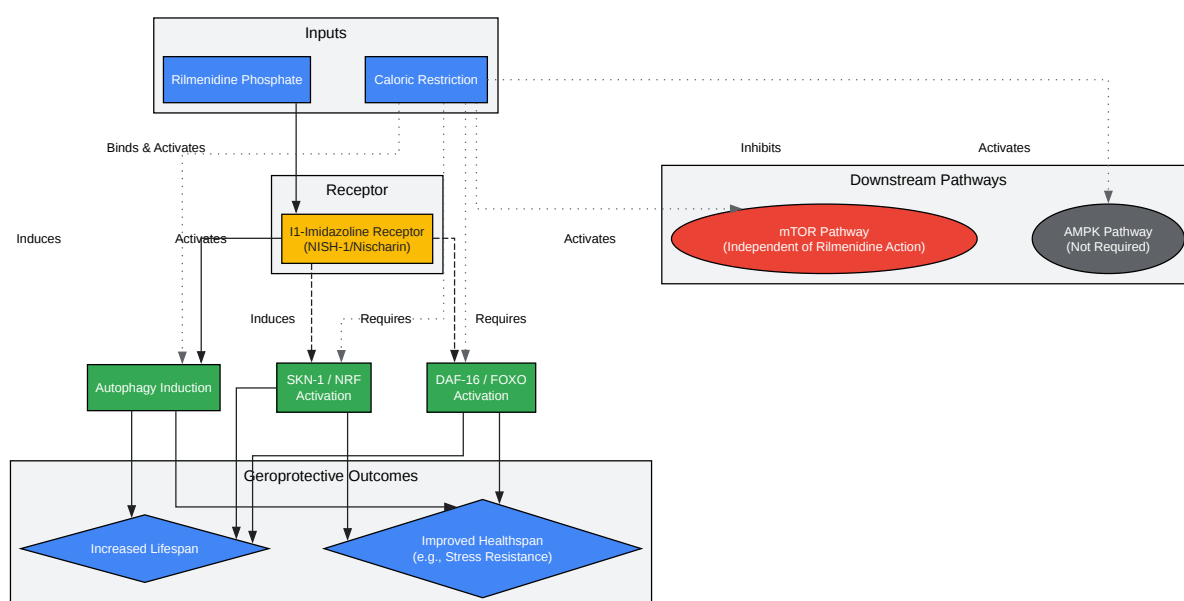 Inputs
Rilmenidine Phosphate
Caloric Restriction
Binds & Activates
Inhibits
Activates
Receptor
Downstream Pathways
I1-Imidazoline Receptor
(NISH-1/Nischarin)
mTOR Pathway
(Independent of Rilmenidine Action)
AMPK Pathway
(Not Required)
Induces
Activates
Activates
Induces
Requires
Requires
Autophagy Induction
SKN-1 / NRF
Activation
DAF-16 / FOXO
Activation
Geroprotective Outcomes
Increased Lifespan
Improved Healthspan
(e.g., Stress Resistance)